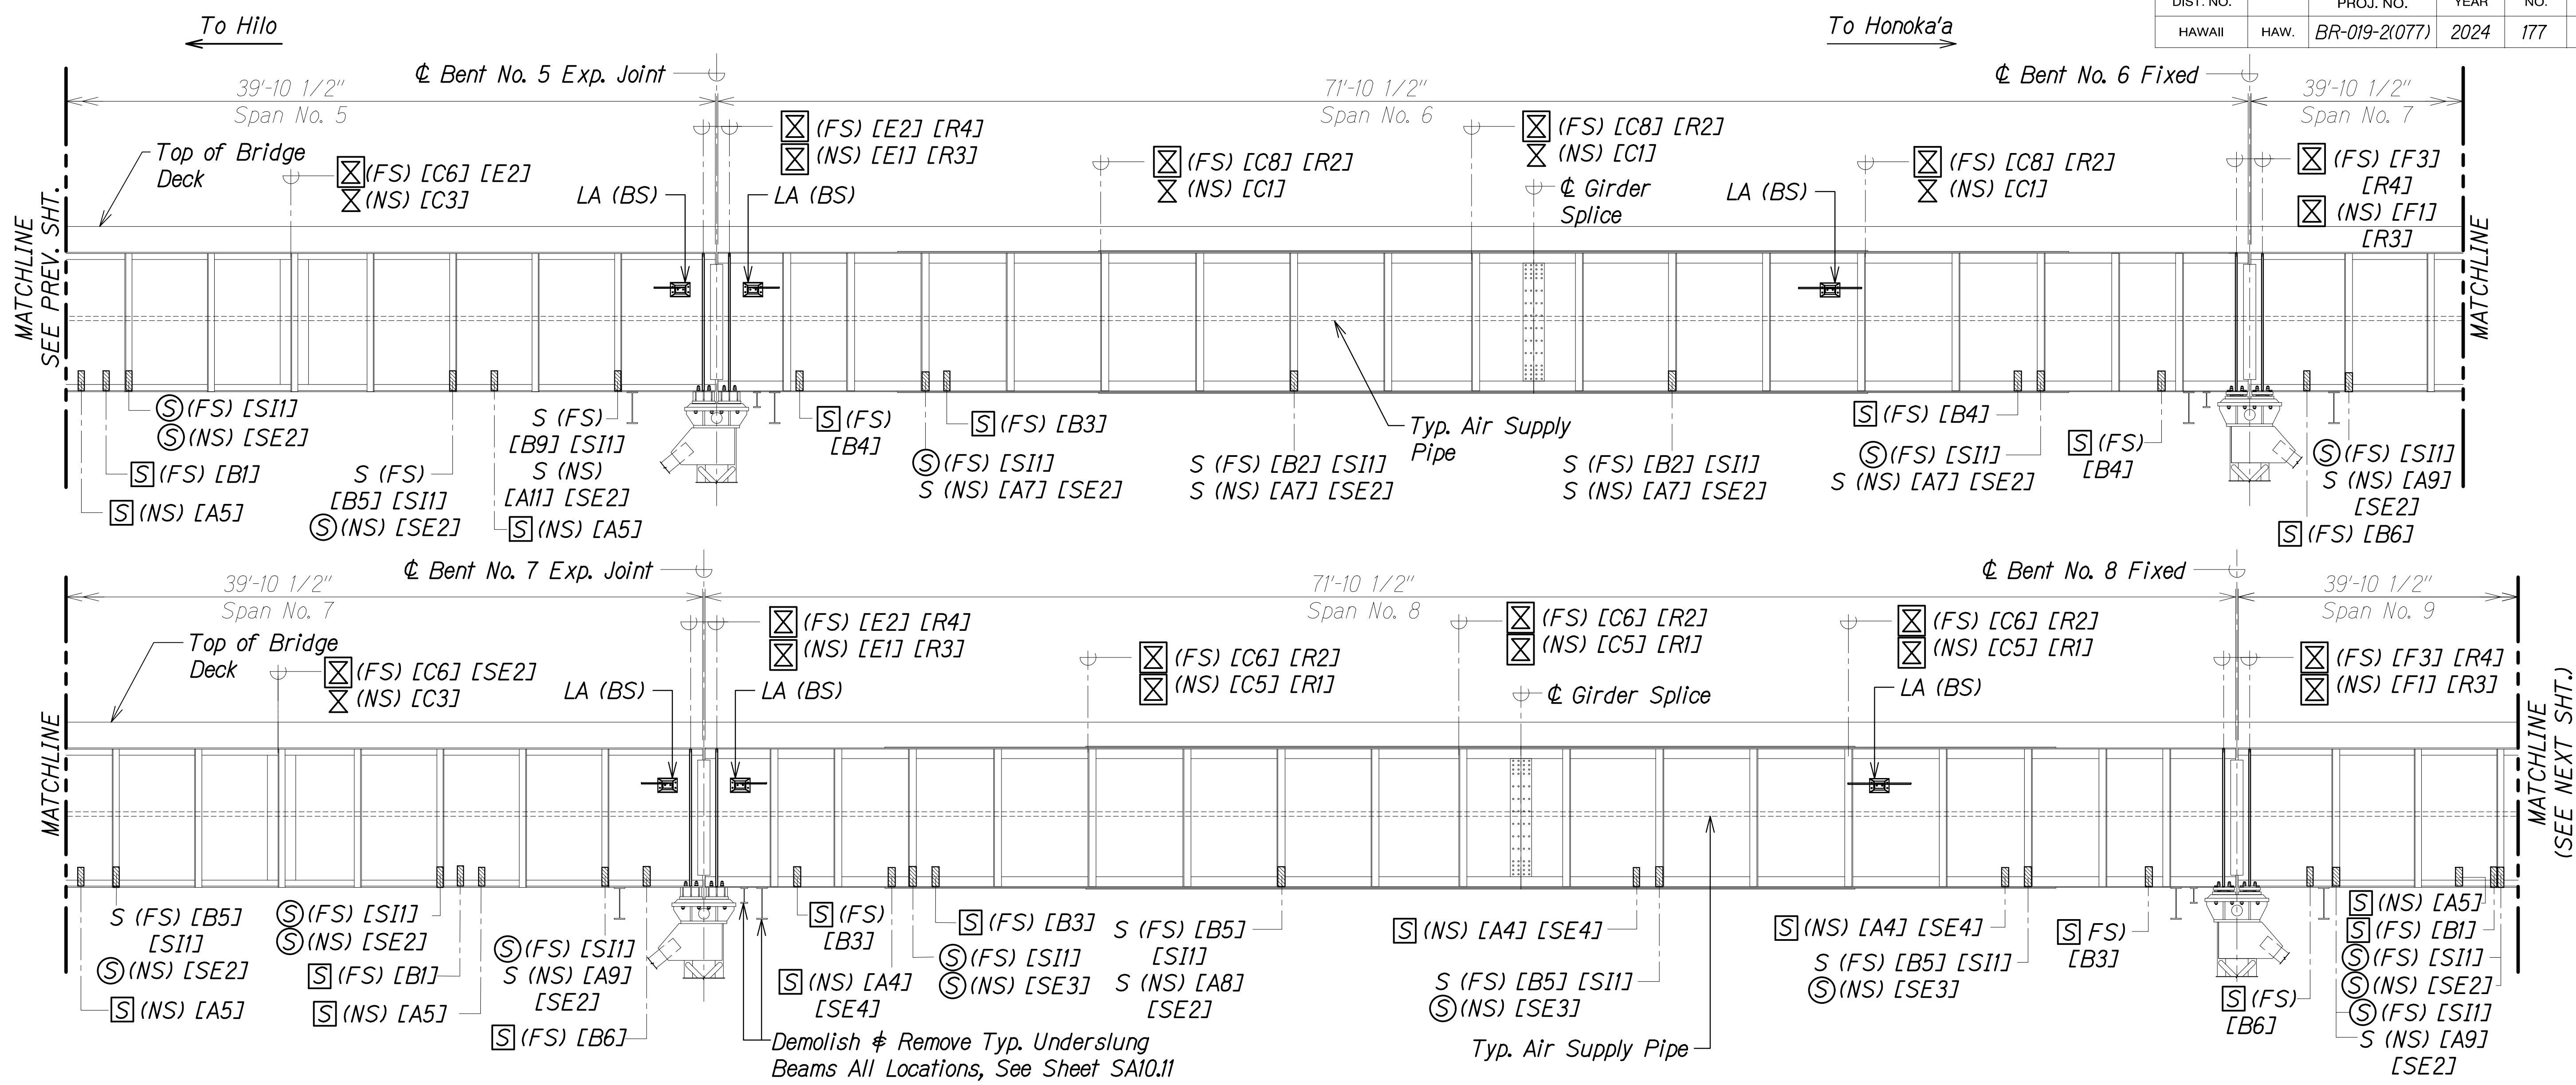 DIST. NO. PROJ. NO. YEAR NO.
HAWAII HAW. BR-019-2(077) 2024 177
To Hilo
To Honoka'a
℄ Bent No. 5 Exp. Joint
℄ Bent No. 6 Fixed
39'-10 1/2"
Span No. 5
71'-10 1/2"
Span No. 6
39'-10 1/2"
Span No. 7
Top of Bridge
Deck
(FS) [C6] [E2]
(NS) [C3]
(FS) [E2] [R4]
(NS) [E1] [R3]
LA (BS)
LA (BS)
(FS) [C8] [R2]
(NS) [C1]
(FS) [C8] [R2]
(NS) [C1]
℄ Girder
Splice
LA (BS)
(FS) [C8] [R2]
(NS) [C1]
(FS) [F3]
[R4]
(NS) [F1]
[R3]
MATCHLINE
SEE PREV. SHT.
MATCHLINE
S (FS) [SI1]
S (NS) [SE2]
S (FS) [B1]
S (NS) [A5]
S (FS)
[B5] [SI1]
S (NS) [SE2]
S (FS)
[B9] [SI1]
S (NS)
[A11] [SE2]
S (NS) [A5]
S (FS)
[B4]
S (FS) [B3]
S (FS) [SI1]
S (NS) [A7] [SE2]
S (FS) [B2] [SI1]
S (NS) [A7] [SE2]
Typ. Air Supply
Pipe
S (FS) [B2] [SI1]
S (NS) [A7] [SE2]
S (FS) [B4]
S (FS) [SI1]
S (NS) [A7] [SE2]
S (FS)
[B4]
S (FS) [SI1]
S (NS) [A9]
[SE2]
S (FS) [B6]
℄ Bent No. 7 Exp. Joint
℄ Bent No. 8 Fixed
39'-10 1/2"
Span No. 7
71'-10 1/2"
Span No. 8
39'-10 1/2"
Span No. 9
Top of Bridge
Deck
(FS) [C6] [SE2]
(NS) [C3]
(FS) [E2] [R4]
(NS) [E1] [R3]
LA (BS)
LA (BS)
(FS) [C6] [R2]
(NS) [C5] [R1]
(FS) [C6] [R2]
(NS) [C5] [R1]
℄ Girder Splice
(FS) [C6] [R2]
(NS) [C5] [R1]
LA (BS)
(FS) [F3] [R4]
(NS) [F1] [R3]
MATCHLINE
MATCHLINE
(SEE NEXT SHT.)
S (FS) [B5]
[SI1]
S (NS) [SE2]
S (NS) [A5]
S (FS) [SI1]
S (NS) [SE2]
S (FS) [B1]
S (NS) [A5]
S (FS) [SI1]
S (NS) [A9]
[SE2]
S (FS) [B6]
S (FS)
[B3]
S (NS) [A4]
[SE4]
S (FS) [B3]
S (FS) [SI1]
S (NS) [SE3]
S (FS) [B5]
[SI1]
S (NS) [A8]
[SE2]
S (NS) [A4] [SE4]
S (FS) [B5] [SI1]
S (NS) [SE3]
S (NS) [A4] [SE4]
S (FS) [B5] [SI1]
S (NS) [SE3]
S FS)
[B3]
S (FS)
[B6]
S (NS) [A5]
S (FS) [B1]
S (FS) [SI1]
S (NS) [SE2]
S (FS) [SI1]
S (NS) [A9]
[SE2]
Demolish & Remove Typ. Underslung
Beams All Locations, See Sheet SA10.11
Typ. Air Supply Pipe